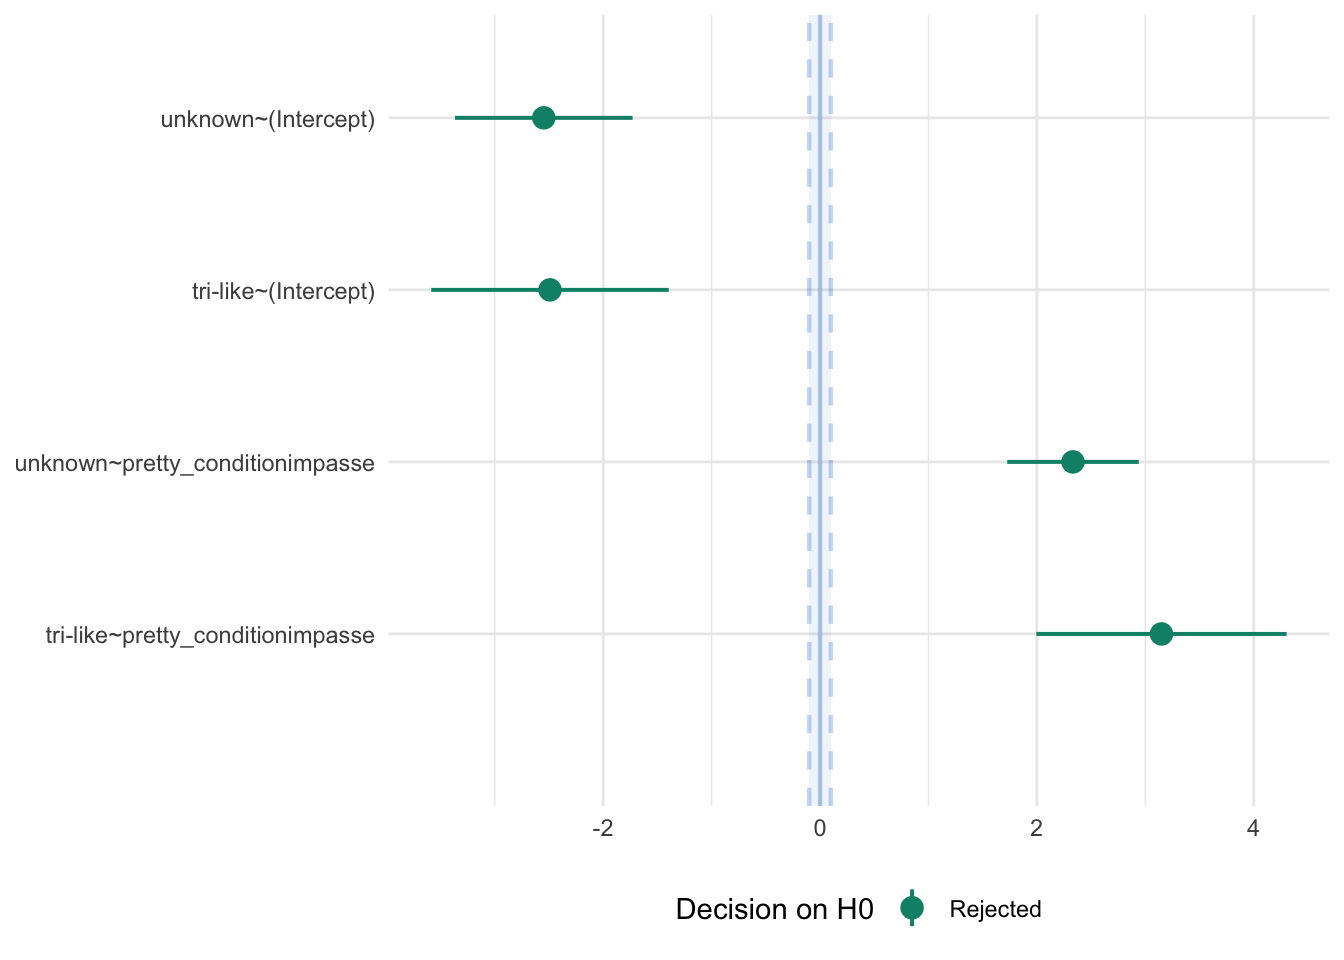 unknown~(Intercept)
tri-like~(Intercept)
unknown~pretty_conditionimpasse
tri-like~pretty_conditionimpasse
-2 0 2 4
Decision on H0 Rejected